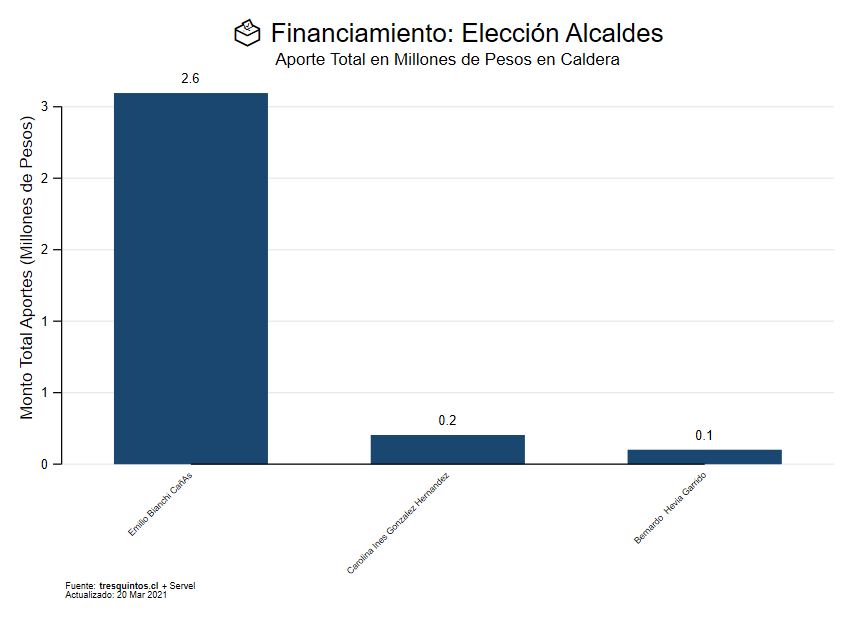 Financiamiento: Elección Alcaldes
Aporte Total en Millones de Pesos en Caldera
Monto Total Aportes (Millones de Pesos)
3
2
2
1
1
0
2.6
0.2
0.1
Emilio Bianchi CañAs
Carolina Ines Gonzalez Hernandez
Bernardo  Hevia Garrido
Fuente: tresquintos.cl + Servel
Actualizado: 20 Mar 2021